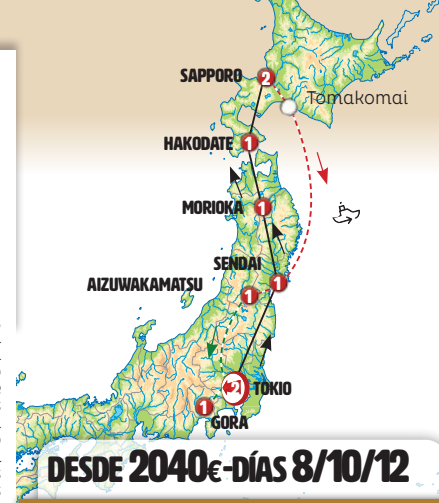 SAPPORO 2
Tomakomai
HAKODATE 1
MORIOKA 1
SENDAI 1
AIZUWAKAMATSU 1
2 TOKIO
1
GORA
DESDE 2040€-DÍAS 8/10/12